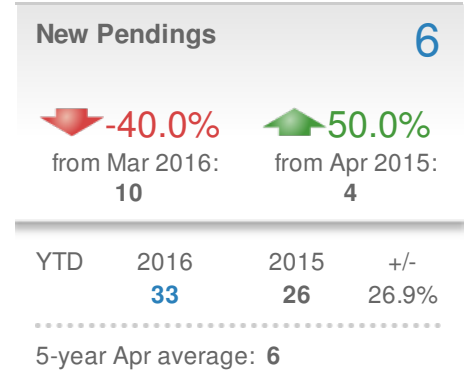 New Pendings 6
-40.0% 50.0%
from Mar 2016: from Apr 2015:
10 4
YTD 2016 2015 +/-
33 26 26.9%
5-year Apr average: 6